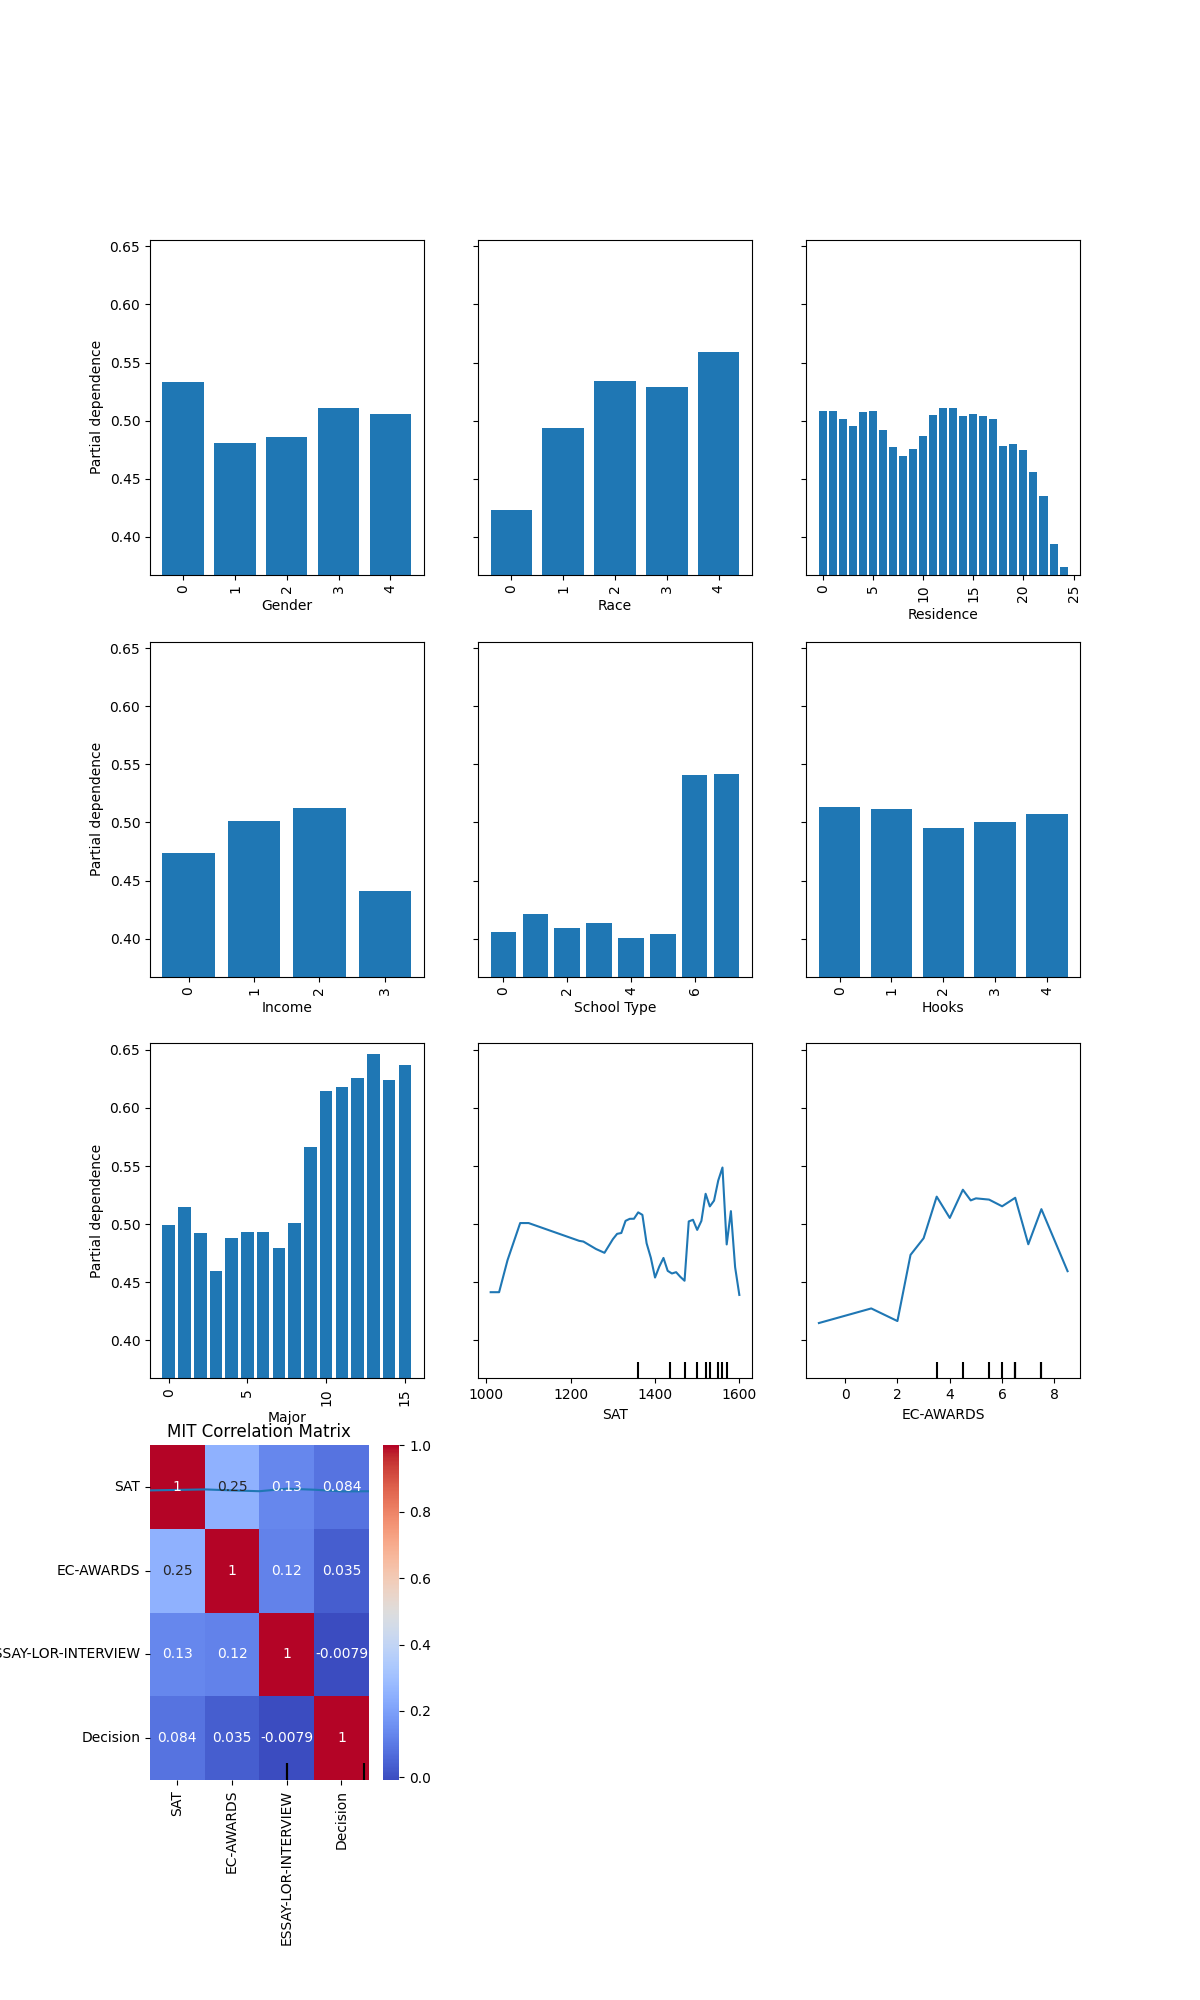 0.65
0.60
0.55
0.50
0.45
0.40
Partial dependence
0 1 2 3 4
Gender
0 1 2 3 4
Race
0 5 10 15 20 25
Residence
0.65
0.60
0.55
0.50
0.45
0.40
Partial dependence
0 1 2 3
Income
0 2 4 6
School Type
0 1 2 3 4
Hooks
0.65
0.60
0.55
0.50
0.45
0.40
Partial dependence
0 5 10 15
Major
1000 1200 1400 1600
SAT
0 2 4 6 8
EC-AWARDS
MIT Correlation Matrix
SAT 1 0.25 0.13 0.084
EC-AWARDS 0.25 1 0.12 0.035
SSAY-LOR-INTERVIEW 0.13 0.12 1 -0.0079
Decision 0.084 0.035 -0.0079 1
SAT
EC-AWARDS
ESSAY-LOR-INTERVIEW
Decision
1.0
0.8
0.6
0.4
0.2
0.0